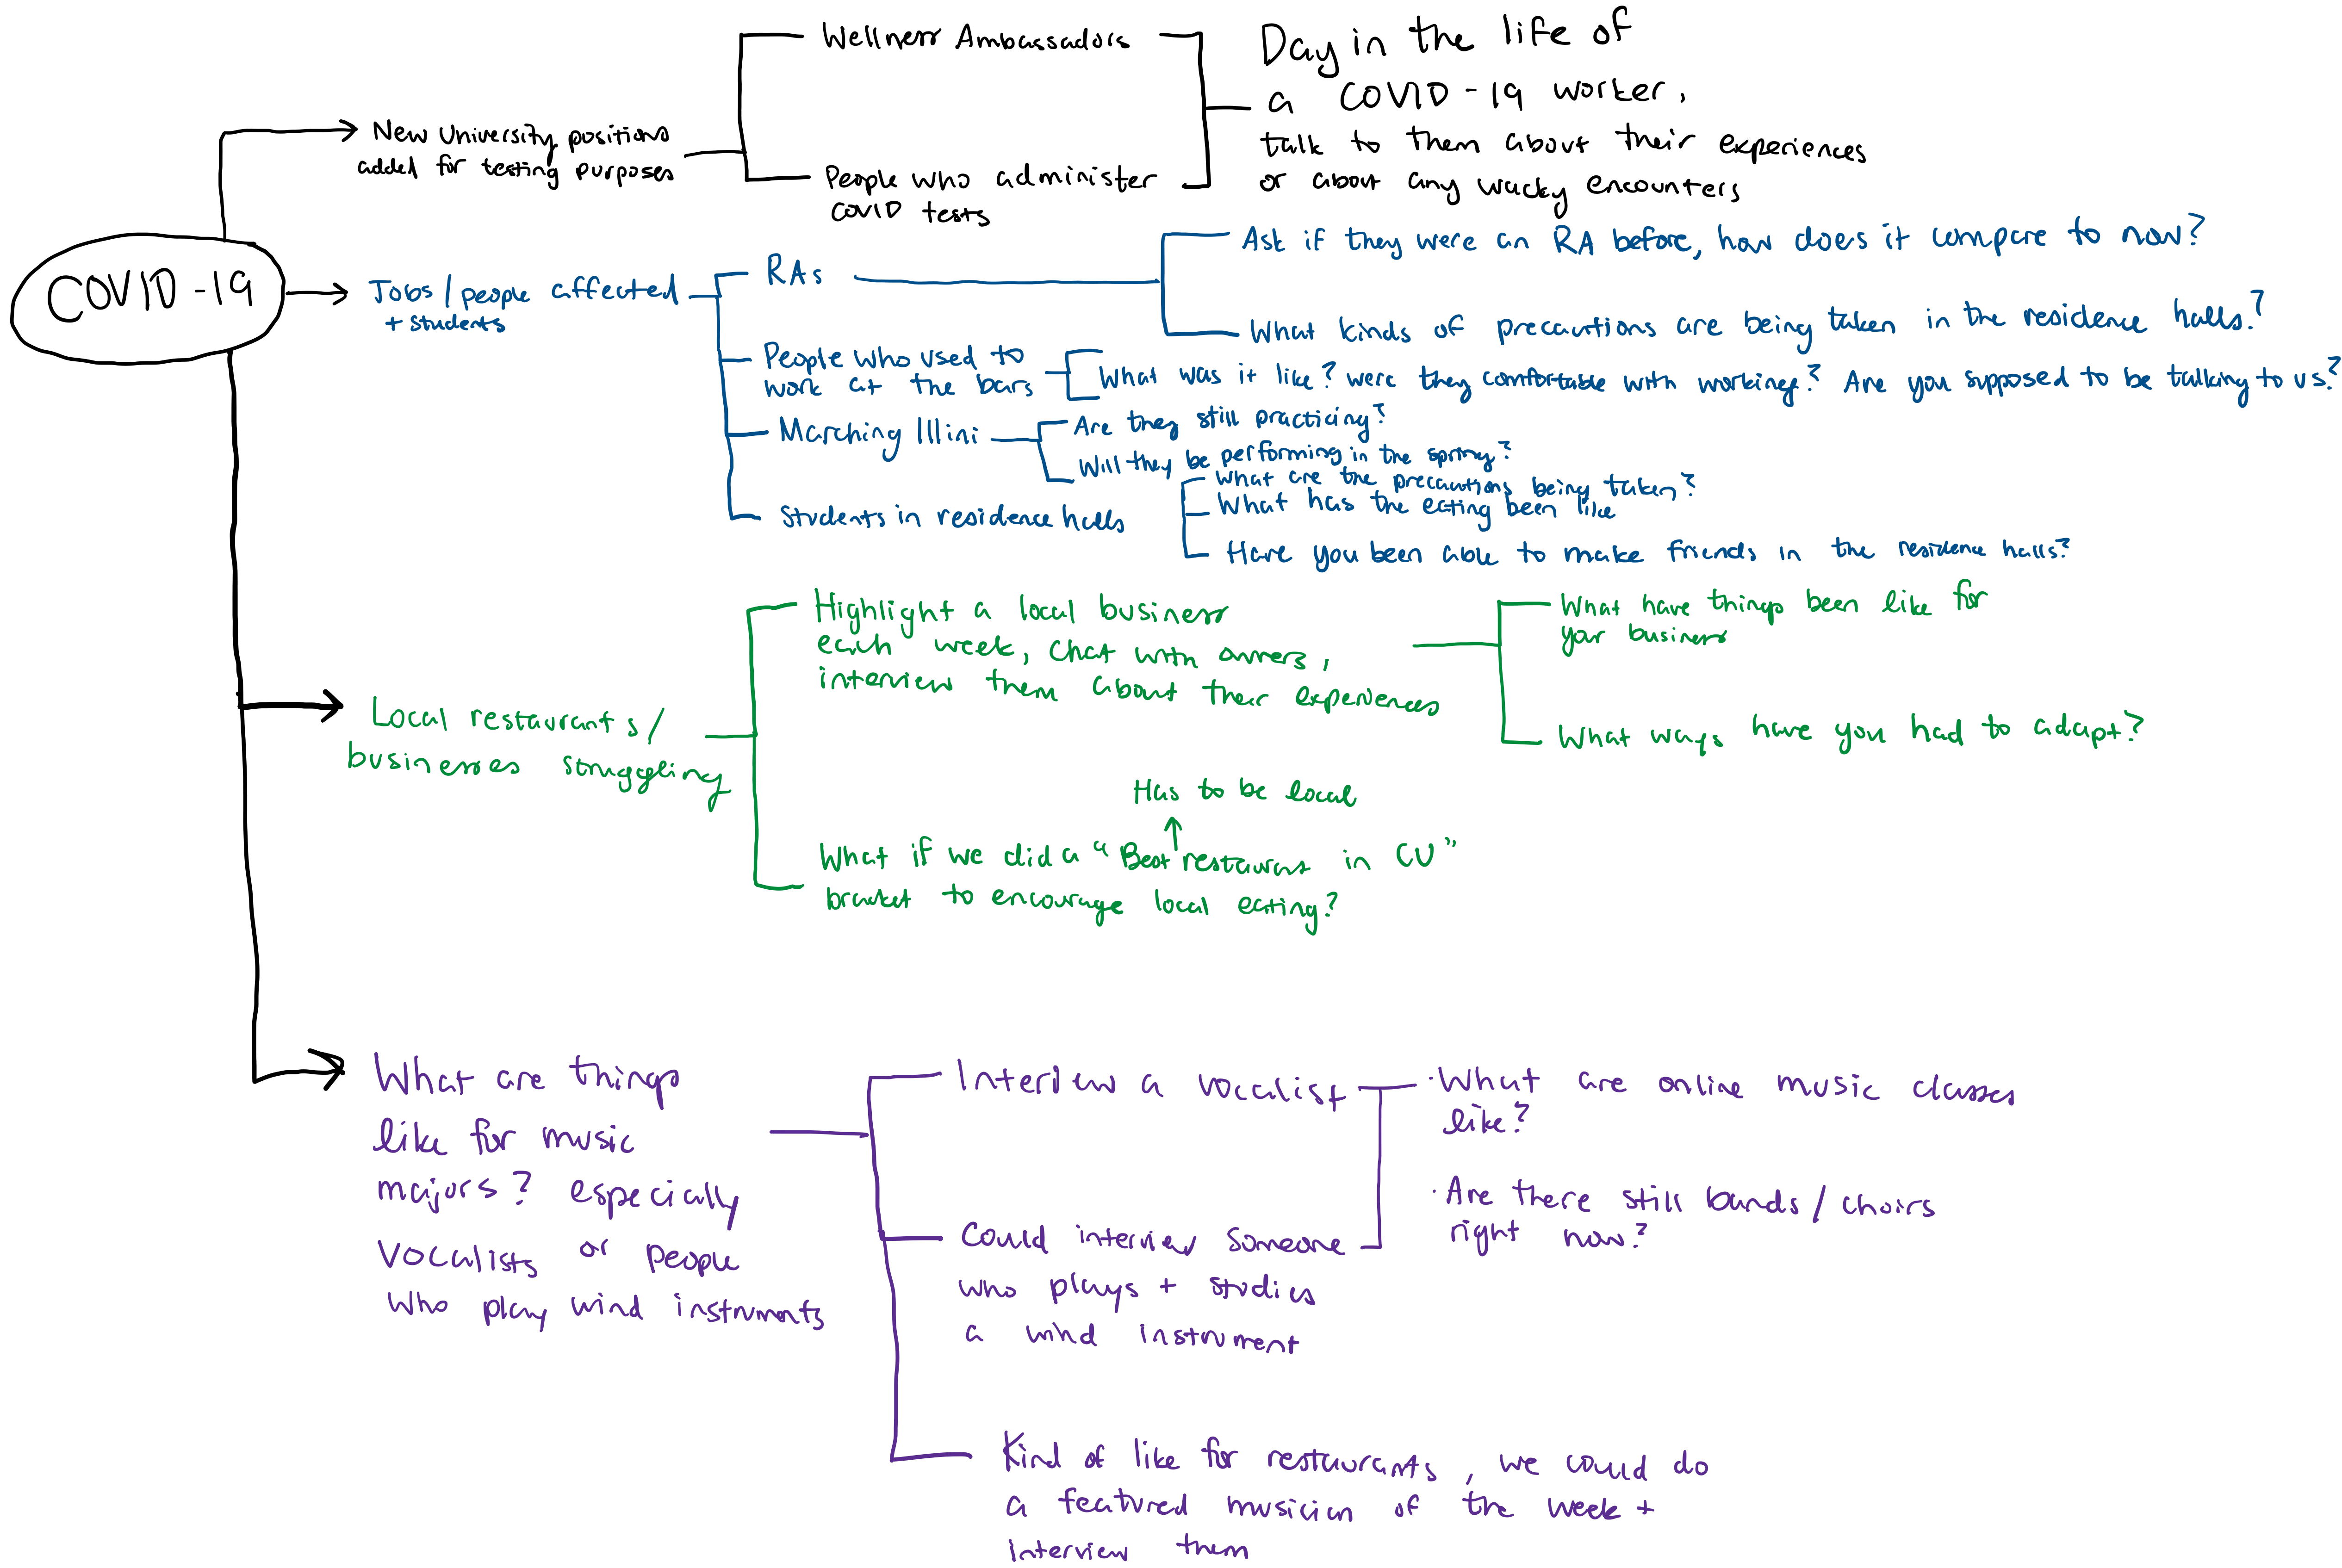 COVID-19
New University positions
added for testing purposes
Wellness Ambassadors
People who administer
COVID tests
Day in the life of
a COVID-19 worker,
talk to them about their experiences
or about any wacky encounters
Jobs/people affected
+ students
RAs
Ask if they were an RA before, how does it compare to now?
What kinds of precautions are being taken in the residence halls?
People who used to
work at the bars
What was it like? were they comfortable with working? Are you supposed to be talking to us?
Marching Illini
Are they still practicing?
Will they be performing in the spring?
Students in residence halls
What are the precautions being taken?
What has the eating been like
Have you been able to make friends in the residence halls?
Local restaurants/
businesses struggling
Highlight a local business
each week, chat with owners,
interview them about their experiences
What have things been like for
your business
What ways have you had to adapt?
Has to be local
What if we did a "Best restaurant in CU"
bracket to encourage local eating?
What are things
like for music
majors? especially
vocalists or people
who play wind instruments
Interview a vocalist
Could interview someone
who plays + studies
a wind instrument
·What are online music classes
like?
·Are there still bands/choirs
right now?
Kind of like for restaurants, we could do
a featured musician of the week +
interview them